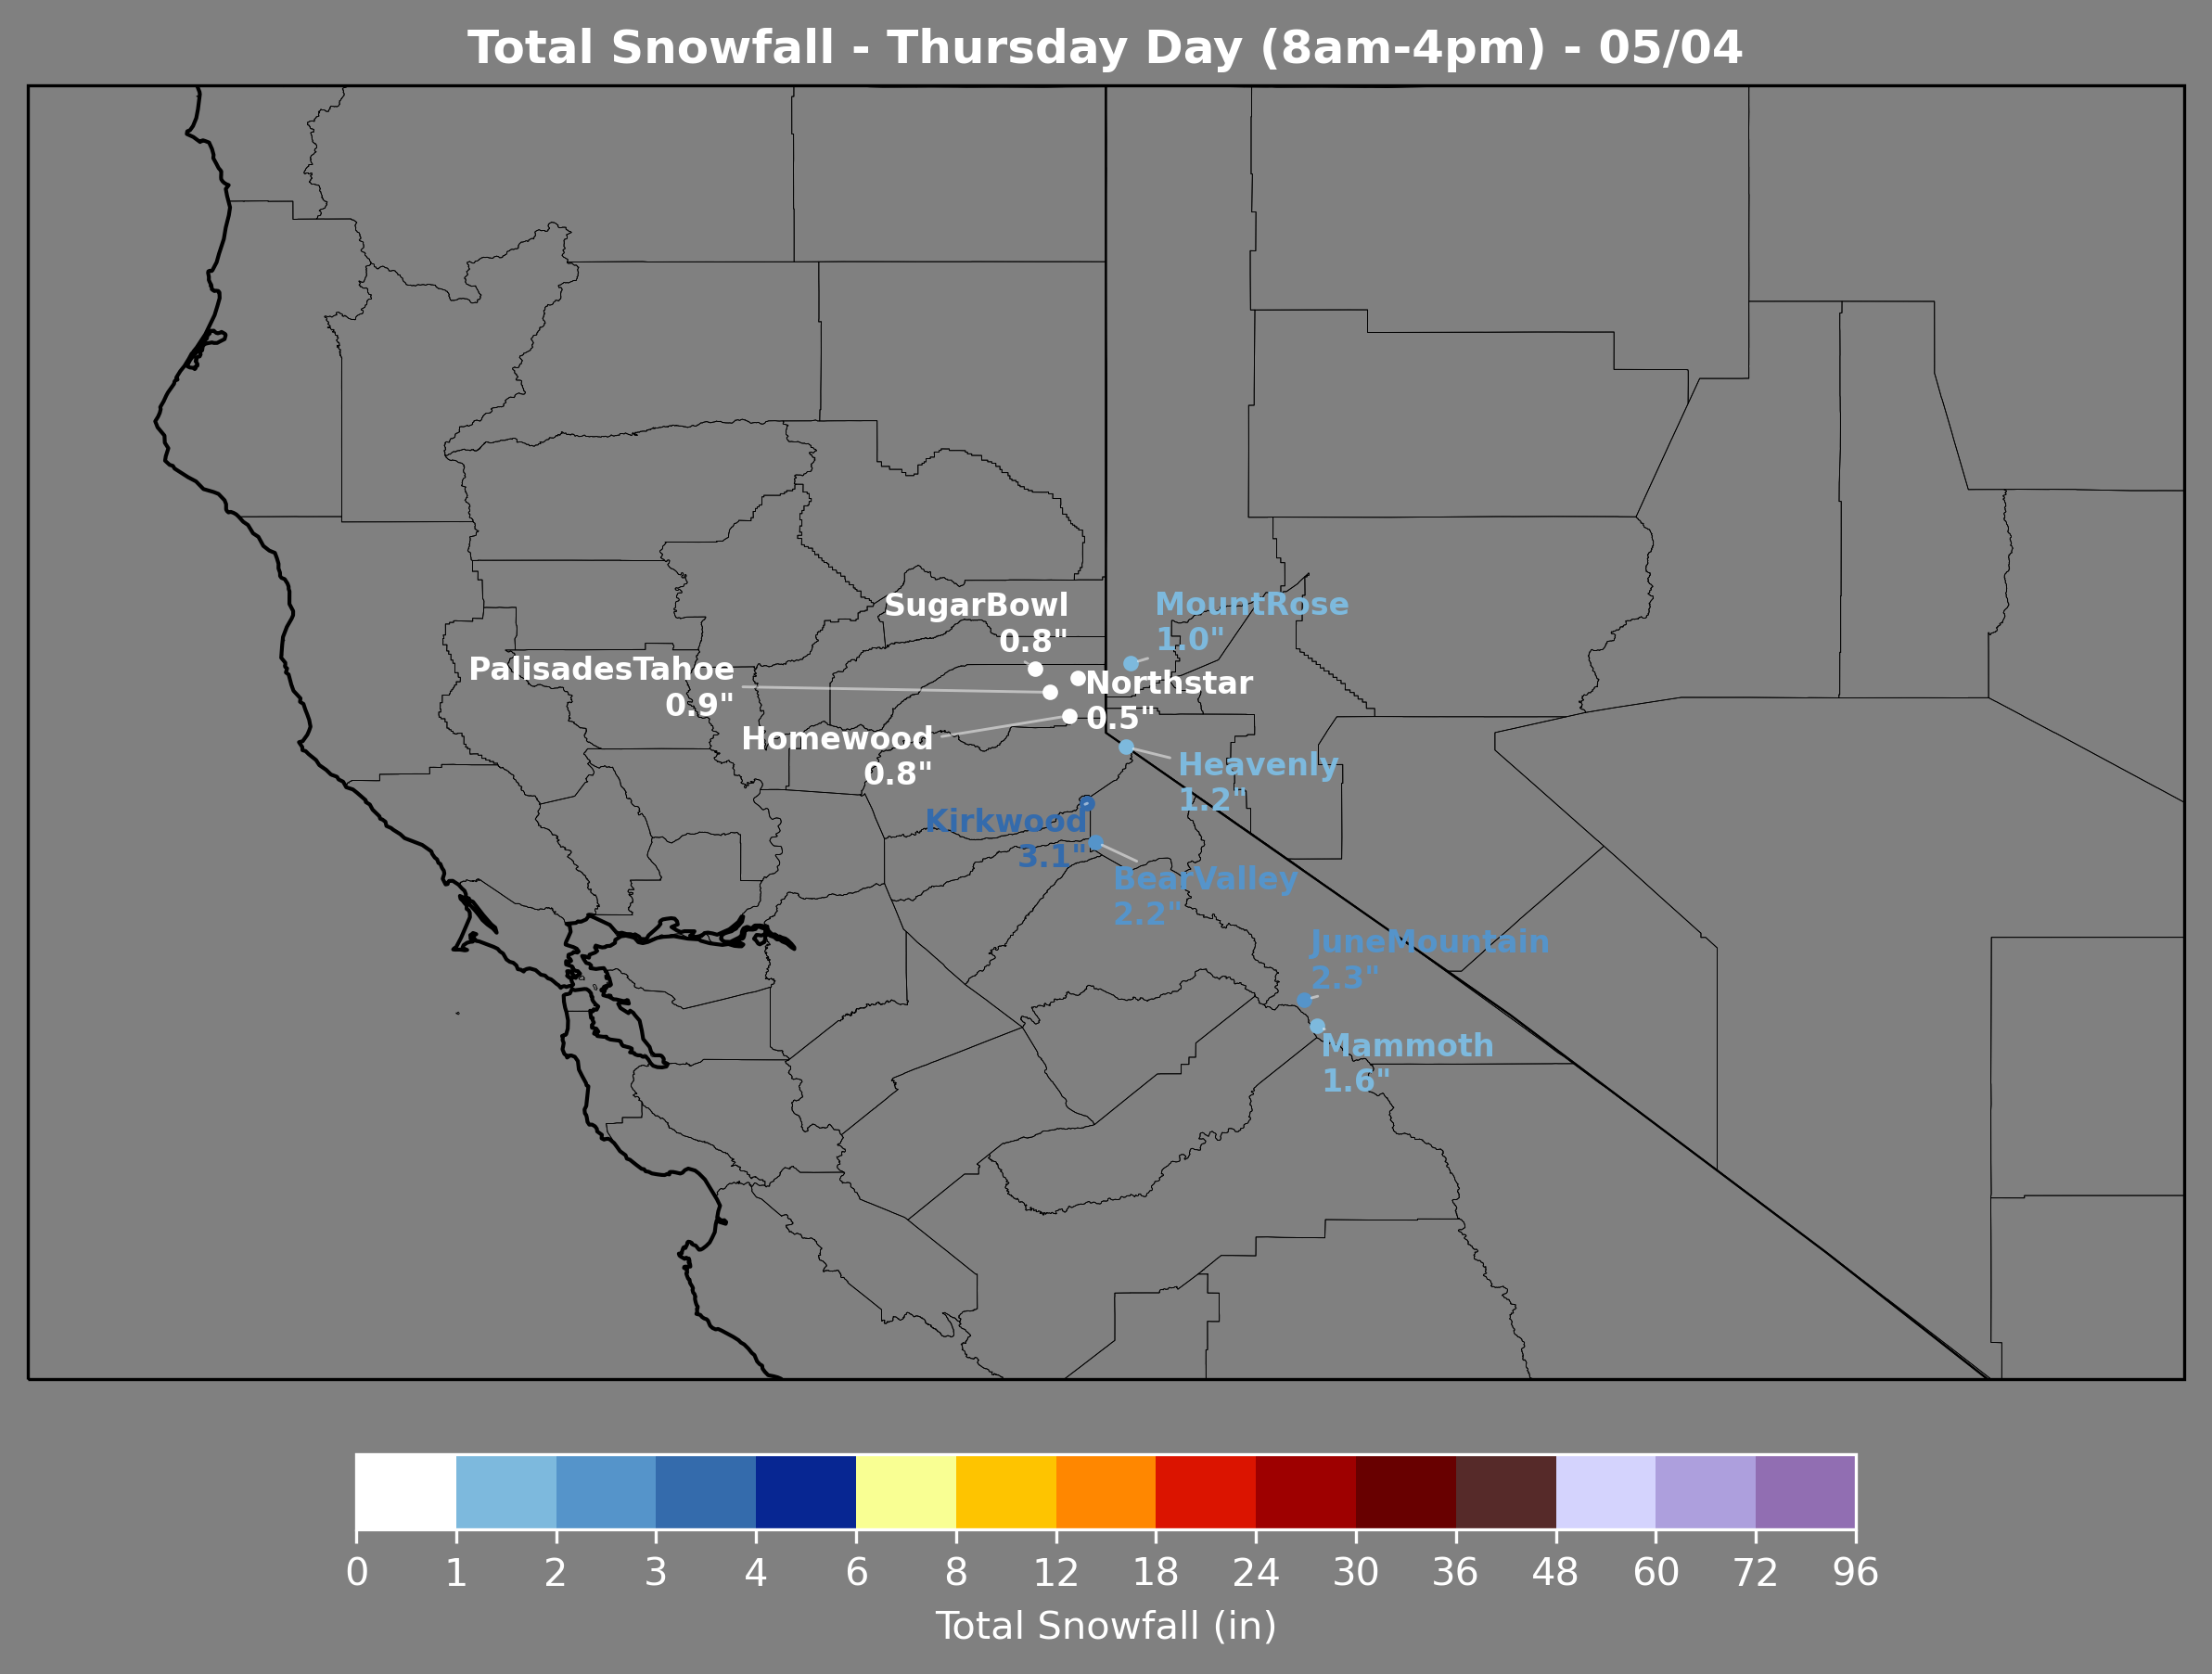 Total Snowfall - Thursday Day (8am-4pm) - 05/04
SugarBowl
0.8"
MountRose
1.0"
PalisadesTahoe
0.9"
Northstar
0.5"
Homewood
0.8"
Heavenly
1.2"
Kirkwood
3.1"
BearValley
2.2"
JuneMountain
2.3"
Mammoth
1.6"
0 1 2 3 4 6 8 12 18 24 30 36 48 60 72 96
Total Snowfall (in)